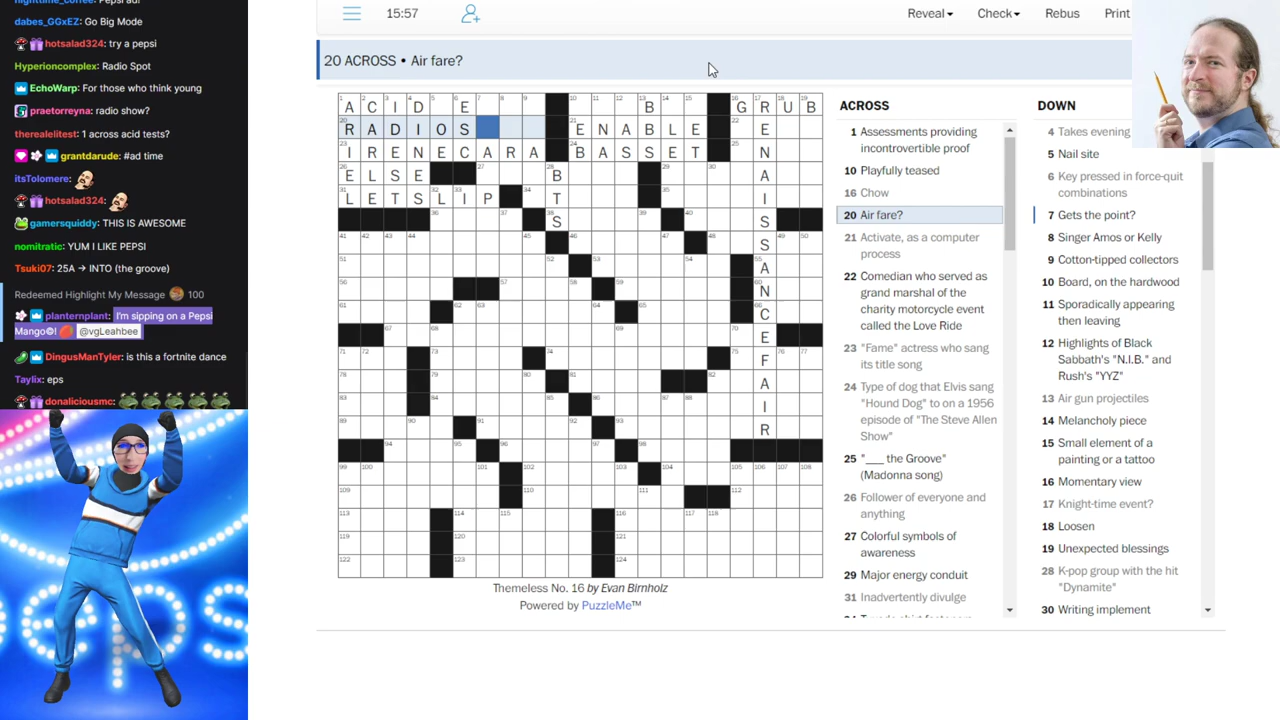 nighttime_coffee: Pepsi ad!
dabes_GGxEZ: Go Big Mode
hotsalad324: try a pepsi
Hyperioncomplex: Radio Spot
EchoWarp: For those who think young
praetorreyna: radio show?
therealelitest: 1 across acid tests?
grantdarude: #ad time
itsTolomere:
hotsalad324:
gamersquiddy: THIS IS AWESOME
nomitratic: YUM I LIKE PEPSI
Tsuki07: 25A → INTO (the groove)
Redeemed Highlight My Message 100
planternplant: I'm sipping on a Pepsi
Mango©! @vgLeahbee
DingusManTyler: is this a fortnite dance
Taylix: eps
donaliciousmc:
15:57
Reveal Check Rebus Print
20 ACROSS • Air fare?
A C I D E B G R U B
R A D I O S E N A B L E E
I R E N E C A R A B A S S E T N
E L S E B A
L E T S L I P T I
S S
S
A
N
C
E
F
A
I
R
Themeless No. 16 by Evan Birnholz
Powered by PuzzleMe™
ACROSS
1 Assessments providing
incontrovertible proof
10 Playfully teased
16 Chow
20 Air fare?
21 Activate, as a computer
process
22 Comedian who served as
grand marshal of the
charity motorcycle event
called the Love Ride
23 "Fame" actress who sang
its title song
24 Type of dog that Elvis sang
"Hound Dog" to on a 1956
episode of "The Steve Allen
Show"
25 "___ the Groove"
(Madonna song)
26 Follower of everyone and
anything
27 Colorful symbols of
awareness
29 Major energy conduit
31 Inadvertently divulge
DOWN
4 Takes evening
5 Nail site
6 Key pressed in force-quit
combinations
7 Gets the point?
8 Singer Amos or Kelly
9 Cotton-tipped collectors
10 Board, on the hardwood
11 Sporadically appearing
then leaving
12 Highlights of Black
Sabbath's "N.I.B." and
Rush's "YYZ"
13 Air gun projectiles
14 Melancholy piece
15 Small element of a
painting or a tattoo
16 Momentary view
17 Knight-time event?
18 Loosen
19 Unexpected blessings
28 K-pop group with the hit
"Dynamite"
30 Writing implement